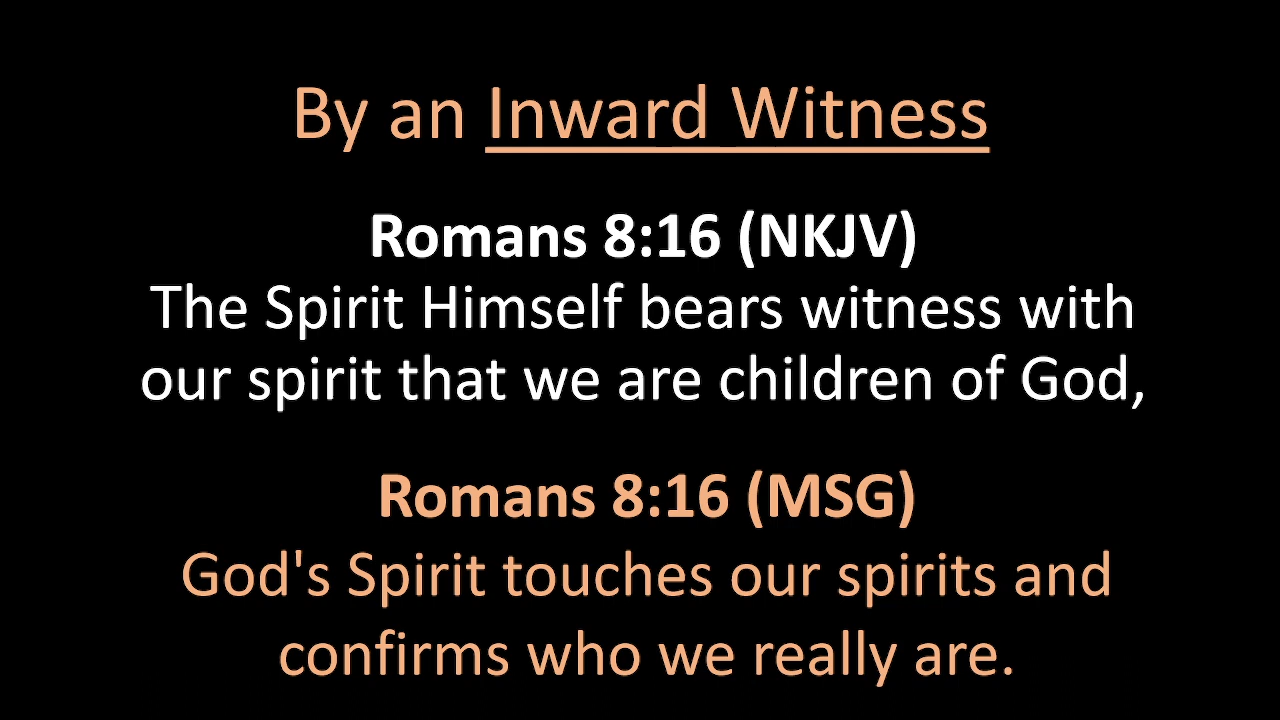 By an Inward Witness
Romans 8:16 (NKJV)
The Spirit Himself bears witness with
our spirit that we are children of God,
Romans 8:16 (MSG)
God's Spirit touches our spirits and
confirms who we really are.